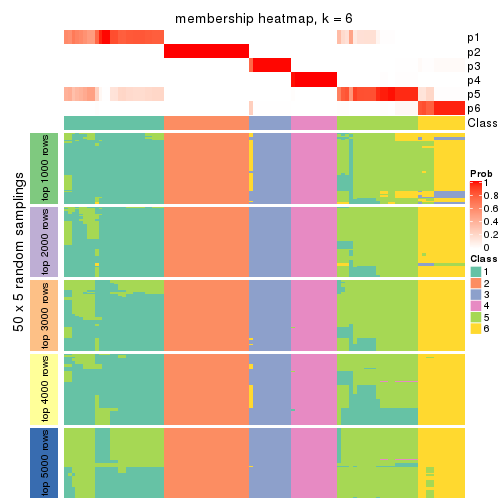 membership heatmap, k = 6
p1
p2
p3
p4
p5
p6
Class
50 x 5 random samplings
top 1000 rows
top 2000 rows
top 3000 rows
top 4000 rows
top 5000 rows
Prob
1
0.8
0.6
0.4
0.2
0
Class
1
2
3
4
5
6